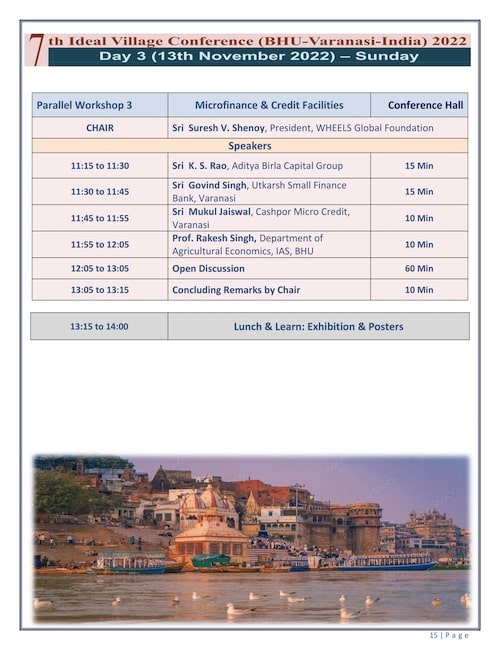 7th Ideal Village Conference (BHU-Varanasi-India) 2022
Day 3 (13th November 2022) – Sunday
Parallel Workshop 3 Microfinance & Credit Facilities Conference Hall
CHAIR Sri Suresh V. Shenoy, President, WHEELS Global Foundation
Speakers
11:15 to 11:30 Sri K. S. Rao, Aditya Birla Capital Group 15 Min
11:30 to 11:45 Sri Govind Singh, Utkarsh Small Finance
Bank, Varanasi 15 Min
11:45 to 11:55 Sri Mukul Jaiswal, Cashpor Micro Credit,
Varanasi 10 Min
11:55 to 12:05 Prof. Rakesh Singh, Department of
Agricultural Economics, IAS, BHU 10 Min
12:05 to 13:05 Open Discussion 60 Min
13:05 to 13:15 Concluding Remarks by Chair 10 Min
13:15 to 14:00 Lunch & Learn: Exhibition & Posters
15 | P a g e